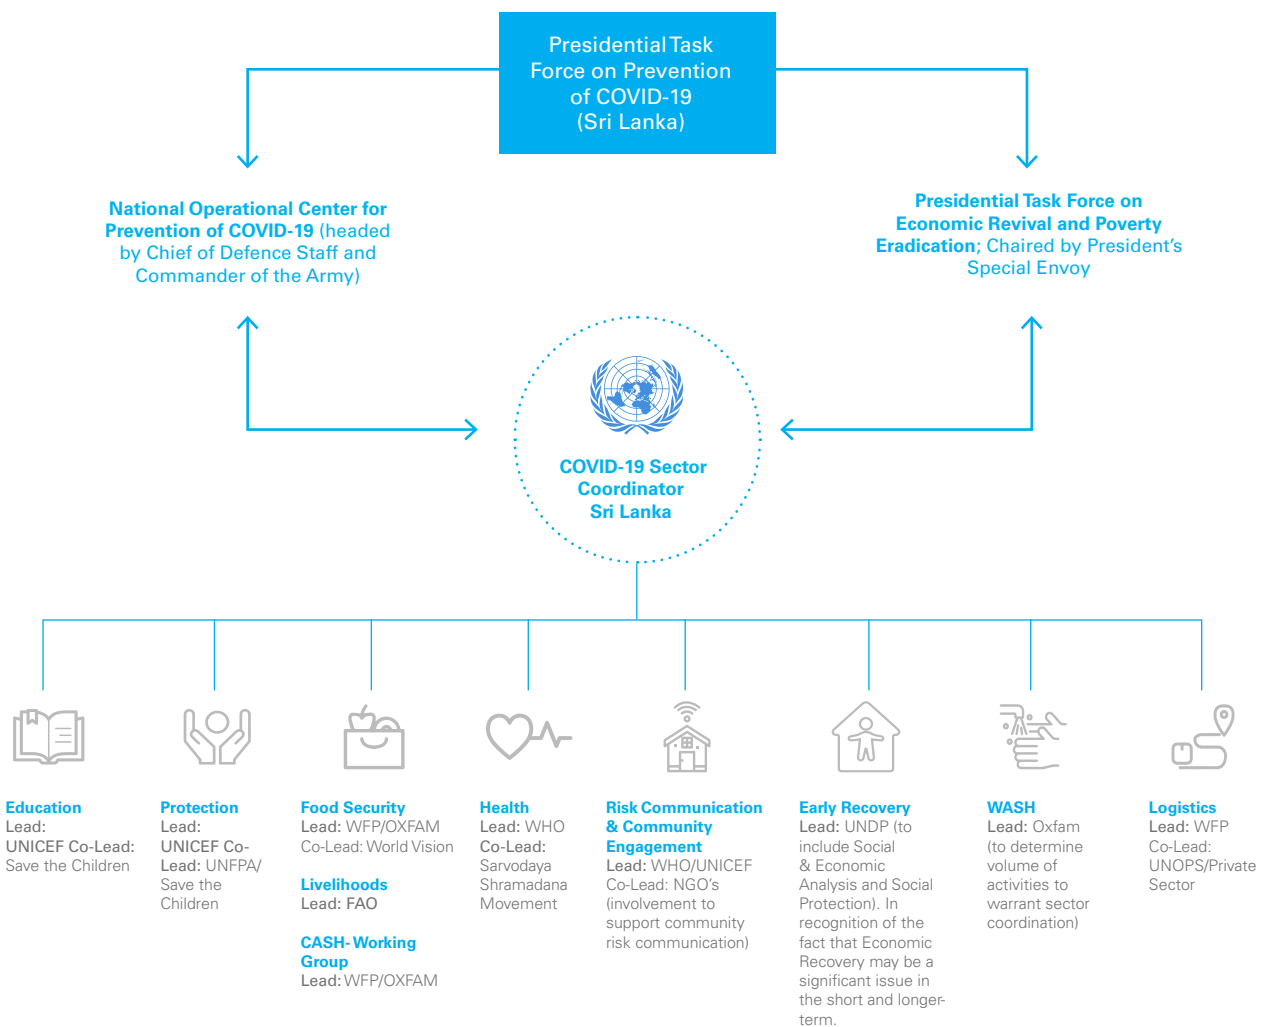 Presidential Task
Force on Prevention
of COVID-19
(Sri Lanka)
National Operational Center for
Prevention of COVID-19 (headed
by Chief of Defence Staff and
Commander of the Army)
Presidential Task Force on
Economic Revival and Poverty
Eradication; Chaired by President's
Special Envoy
COVID-19 Sector
Coordinator
Sri Lanka
Education
Lead:
UNICEF Co-Lead:
Save the Children
Protection
Lead:
UNICEF Co-
Lead: UNFPA/
Save the
Children
Food Security
Lead: WFP/OXFAM
Co-Lead: World Vision
Livelihoods
Lead: FAO
CASH- Working
Group
Lead: WFP/OXFAM
Health
Lead: WHO
Co-Lead:
Sarvodaya
Shramadana
Movement
Risk Communication
& Community
Engagement
Lead: WHO/UNICEF
Co-Lead: NGO's
(involvement to
support community
risk communication)
Early Recovery
Lead: UNDP (to
include Social
& Economic
Analysis and Social
Protection). In
recognition of the
fact that Economic
Recovery may be a
significant issue in
the short and longer-
term.
WASH
Lead: Oxfam
(to determine
volume of
activities to
warrant sector
coordination)
Logistics
Lead: WFP
Co-Lead:
UNOPS/Private
Sector